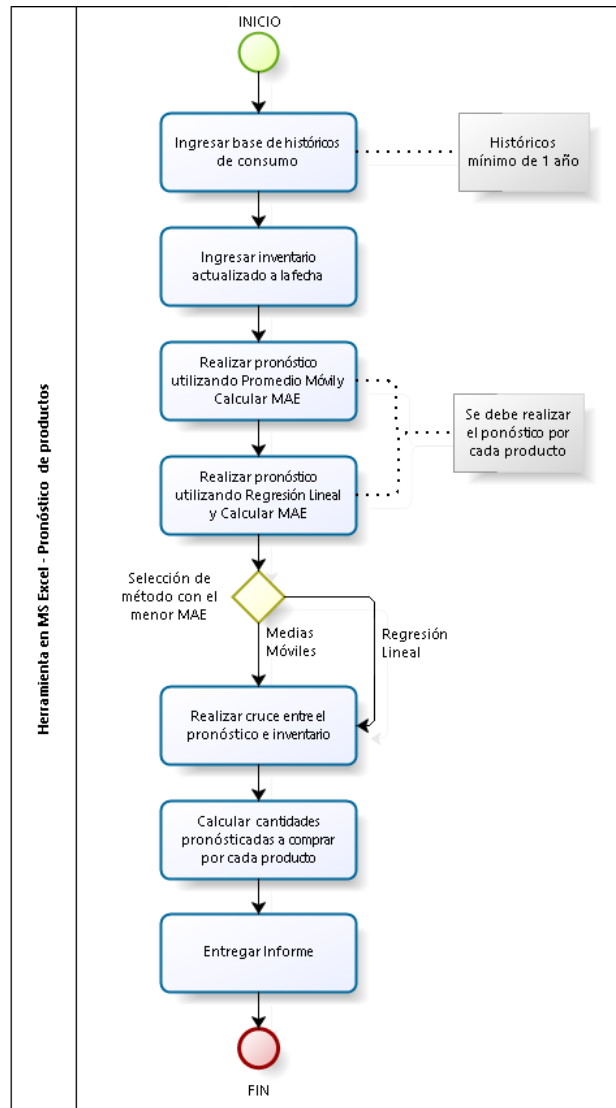 Herramienta en MS Excel - Pronóstico de productos
INICIO
Ingresar base de históricos
de consumo
Históricos
mínimo de 1 año
Ingresar inventario
actualizado a la fecha
Realizar pronóstico
utilizando Promedio Móvil y
Calcular MAE
Se debe realizar
el ponóstico por
cada producto
Realizar pronóstico
utilizando Regresión Lineal
y Calcular MAE
Selección de
método con el
menor MAE
Medias
Móviles
Regresión
Lineal
Realizar cruce entre el
pronóstico e inventario
Calcular cantidades
pronósticadas a comprar
por cada producto
Entregar Informe
FIN